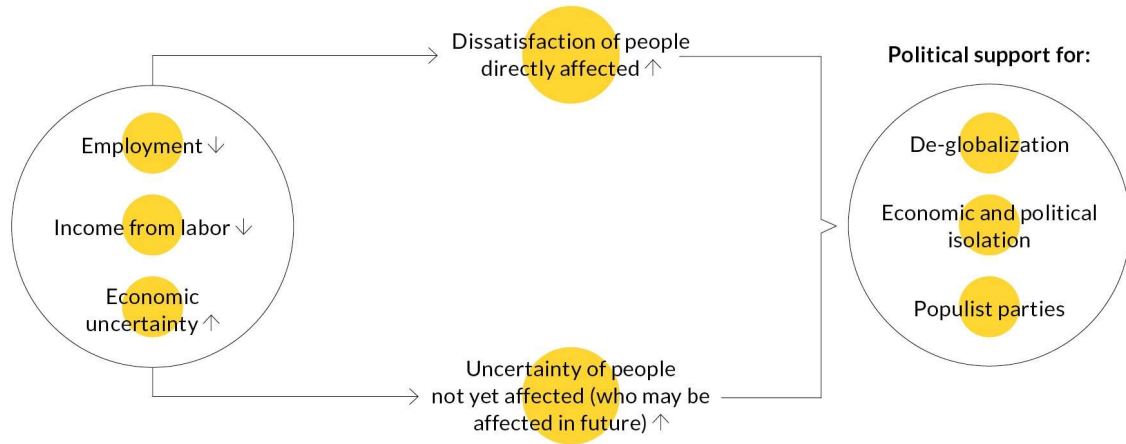 Dissatisfaction of people
directly affected ↑
Political support for:
Employment ↓
Income from labor ↓
Economic
uncertainty ↑
De-globalization
Economic and political
isolation
Populist parties
Uncertainty of people
not yet affected (who may be
affected in future) ↑